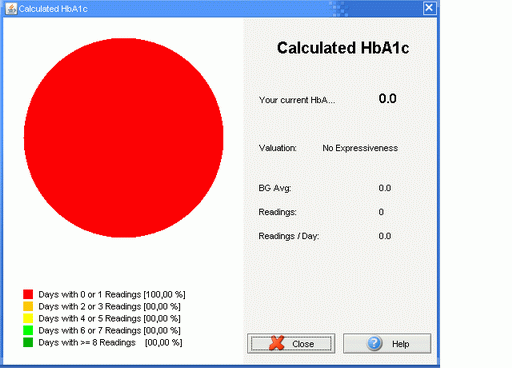 Calculated HbA1c
Calculated HbA1c
Your current HbA... 0.0
Valuation: No Expressiveness
BG Avg: 0.0
Readings: 0
Readings / Day: 0.0
Days with 0 or 1 Readings [100,00 %]
Days with 2 or 3 Readings [00,00 %]
Days with 4 or 5 Readings [00,00 %]
Days with 6 or 7 Readings [00,00 %]
Days with >= 8 Readings [00,00 %]
Close Help